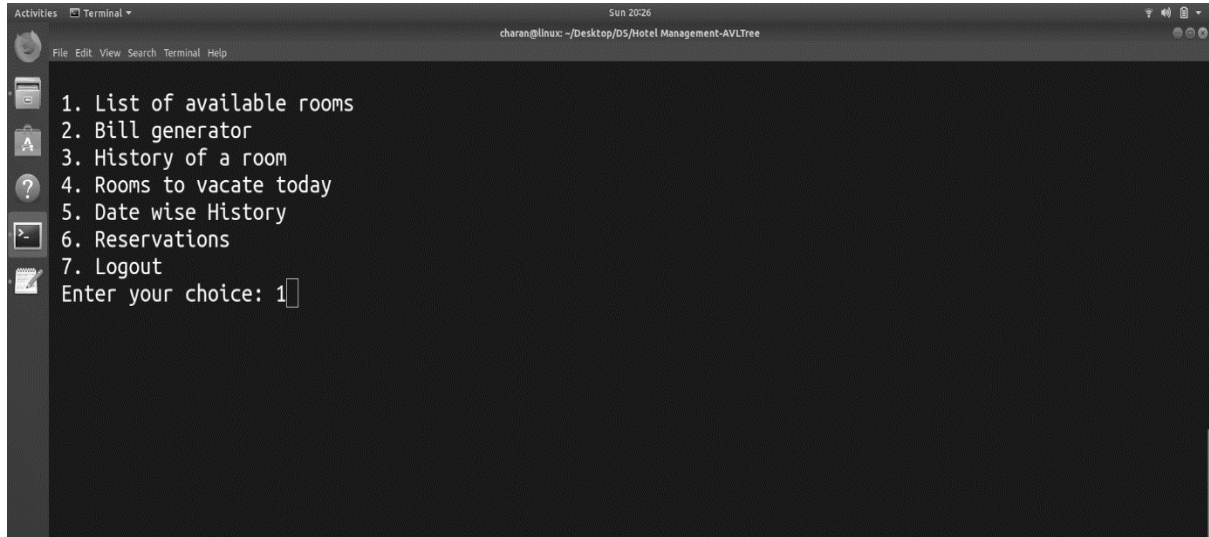 Activities Terminal Sun 20:26
charan@linux: ~/Desktop/DS/Hotel Management-AVLTree
File Edit View Search Terminal Help
1. List of available rooms
2. Bill generator
3. History of a room
4. Rooms to vacate today
5. Date wise History
6. Reservations
7. Logout
Enter your choice: 1